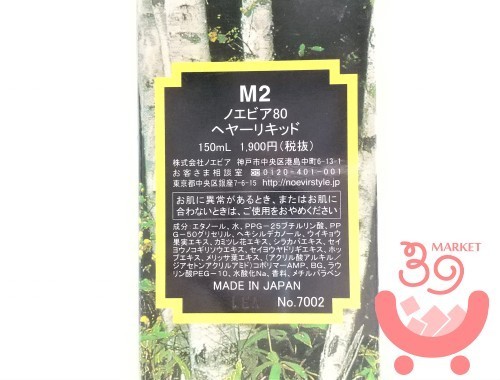 M2
ノエビア80
ヘヤーリキッド
150mL 1,900円(税抜)
株式会社ノエビア 神戸市中央区港島中町6-13-1
お客さま相談室 0120-401-001
東京都中央区銀座7-6-15 http://noevirstyle.jp/
お肌に異常があるとき、またはお肌に
合わないときは、ご使用をおやめください
成分:エタノール、水、PPG-25ブチルリン酸、PP
G-50グリセリル、ヘキシルデカノール、ウイキョウ
果実エキス、カミツレ花エキス、シラカバエキス、セイ
ヨウノコギリソウエキス、セイヨウヤドリギエキス、ホッ
プエキス、メリッサ葉エキス、(アクリル酸アルキル/
ジアセトンアクリルアミド)コポリマーAMP、BG、ラウ
リン酸PEG-10、水酸化Na、香料、メチルパラベン
MADE IN JAPAN
No.7002
39
MARKET